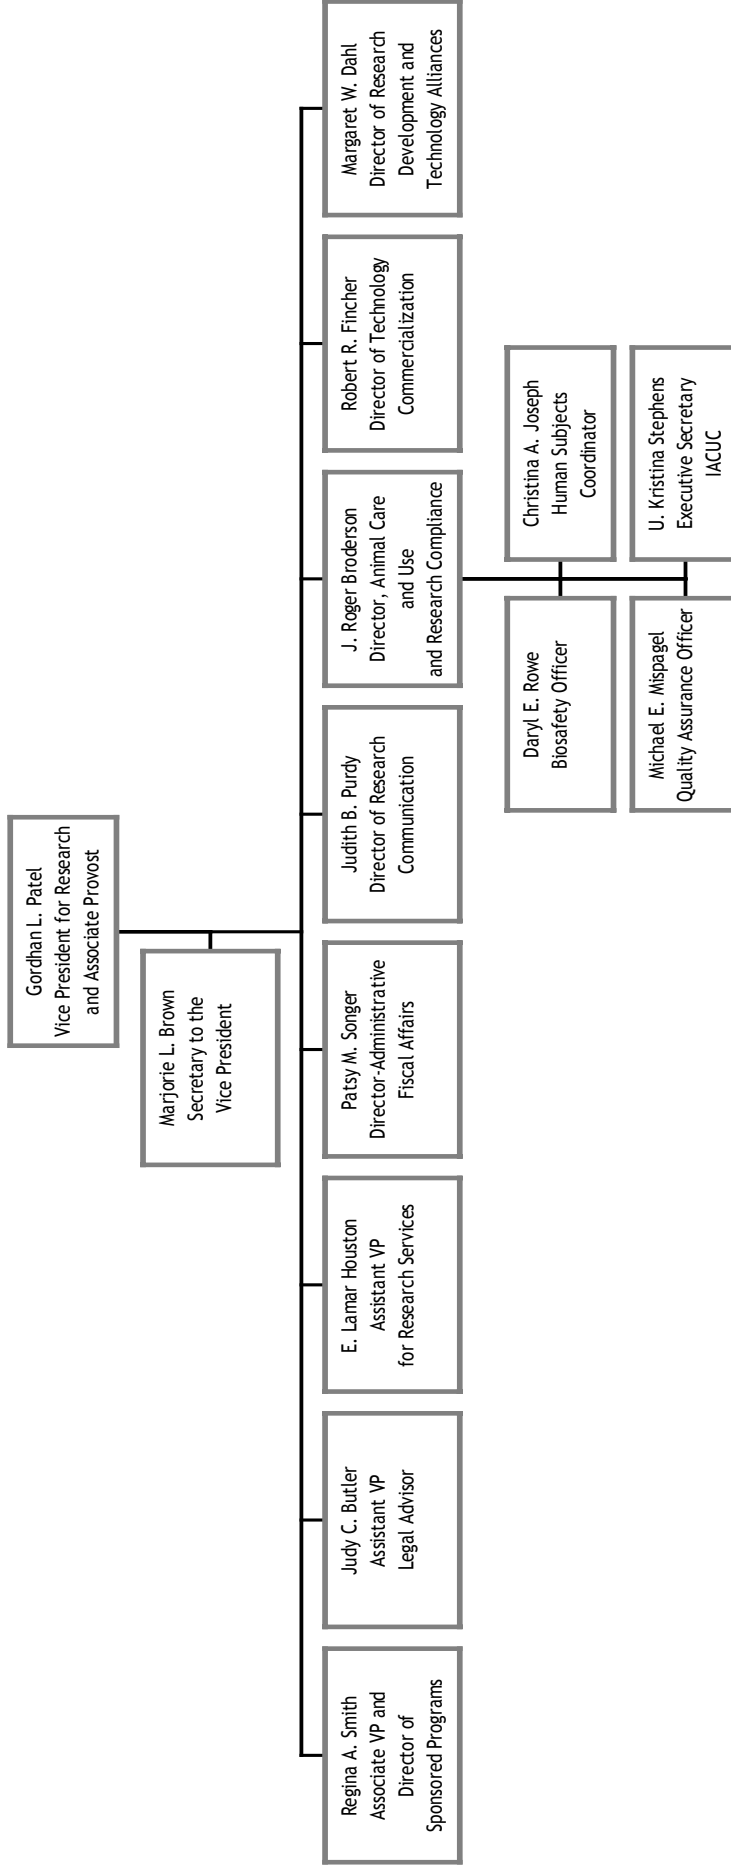 Gordhan L. Patel
Vice President for Research
and Associate Provost
Marjorie L. Brown
Secretary to the
Vice President
Regina A. Smith
Associate VP and
Director of
Sponsored Programs
Judy C. Butler
Assistant VP
Legal Advisor
E. Lamar Houston
Assistant VP
for Research Services
Patsy M. Songer
Director-Administrative
Fiscal Affairs
Judith B. Purdy
Director of Research
Communication
J. Roger Broderson
Director, Animal Care
and Use
and Research Compliance
Robert R. Fincher
Director of Technology
Commercialization
Margaret W. Dahl
Director of Research
Development and
Technology Alliances
Daryl E. Rowe
Biosafety Officer
Christina A. Joseph
Human Subjects
Coordinator
Michael E. Mispagel
Quality Assurance Officer
U. Kristina Stephens
Executive Secretary
IACUC